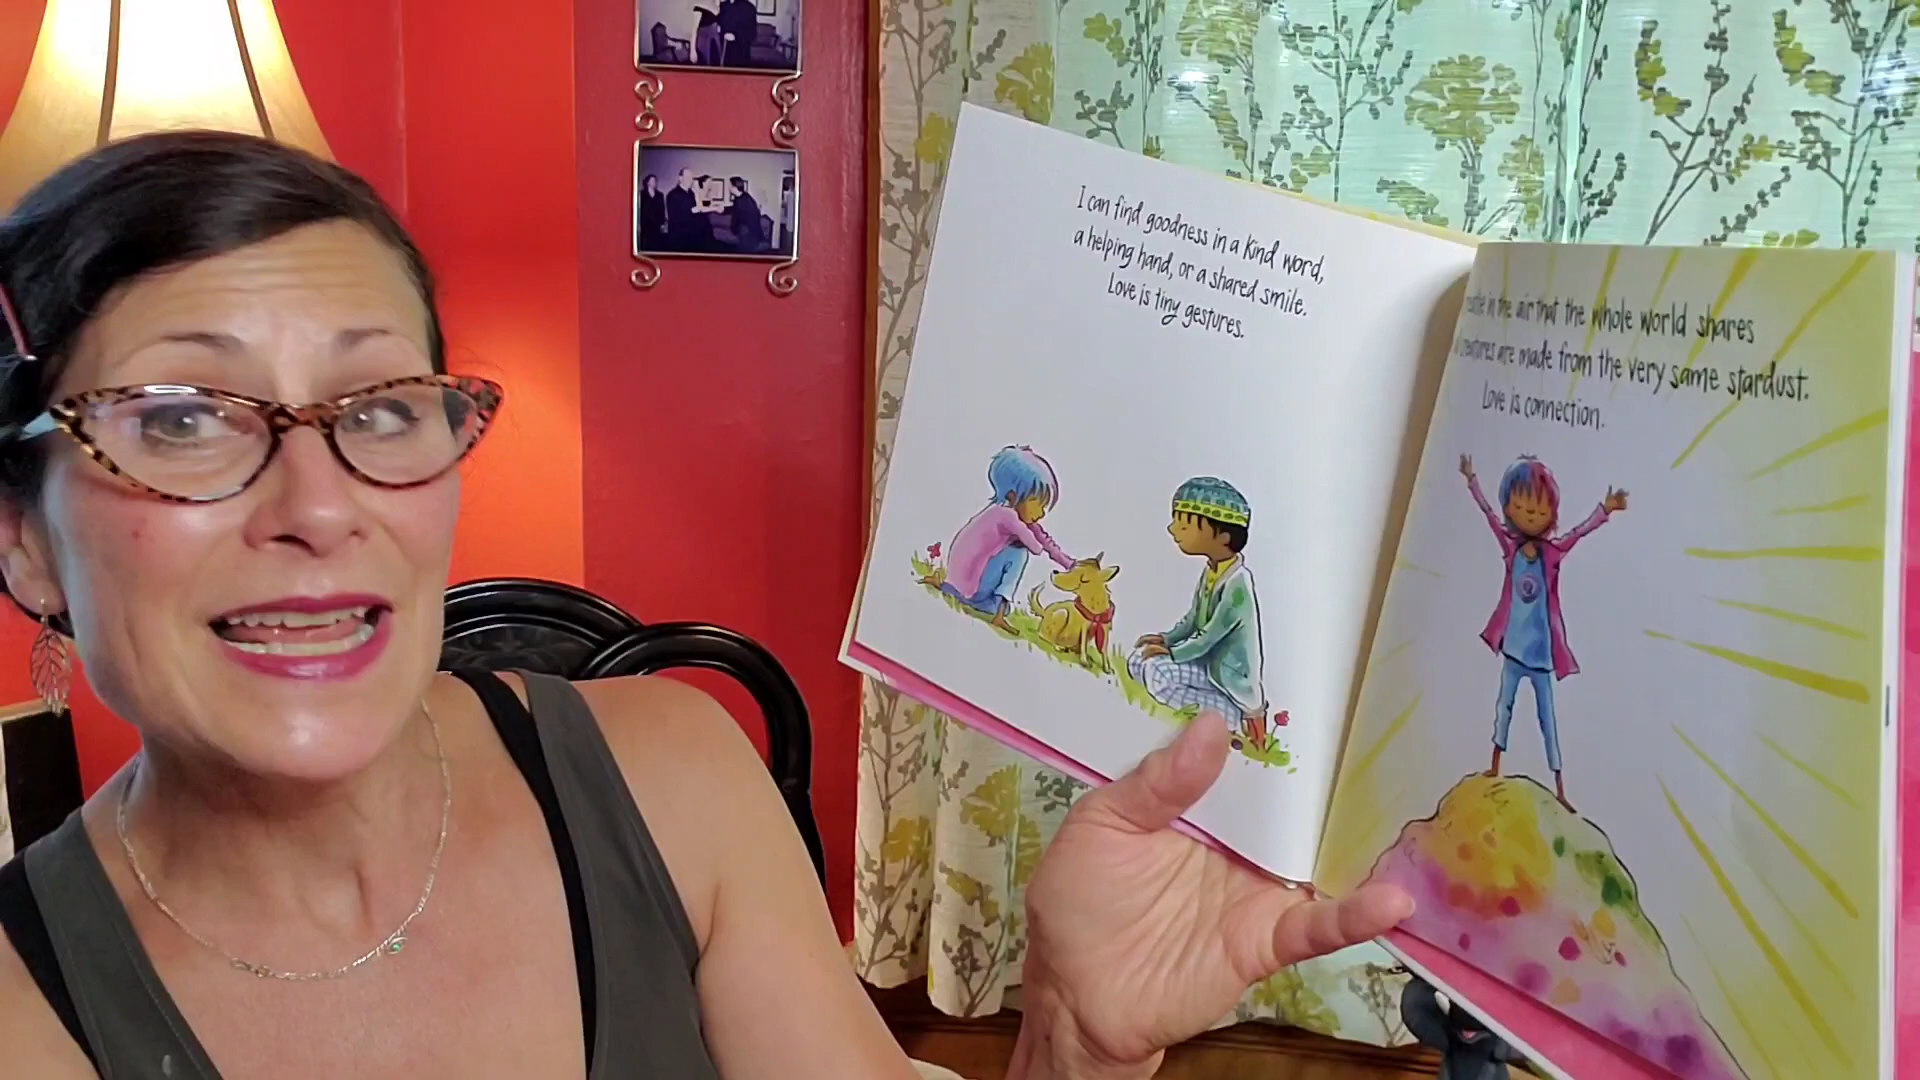 I can find goodness in a kind word,
a helping hand, or a shared smile.
Love is tiny gestures.
in the air that the whole world shares
creatures are made from the very same stardust.
Love is connection.